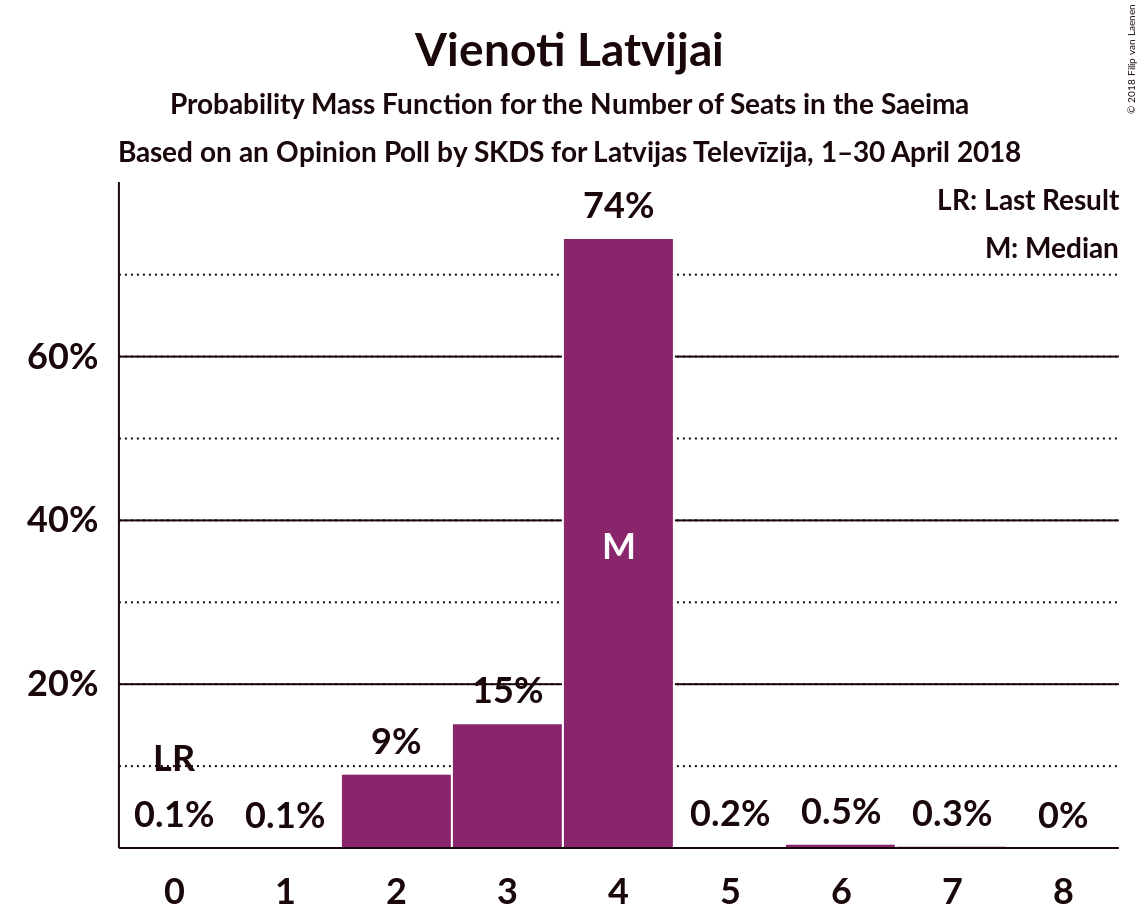 Vienoti Latvijai
Probability Mass Function for the Number of Seats in the Saeima
Based on an Opinion Poll by SKDS for Latvijas Televīzija, 1–30 April 2018
© 2018 Filip van Laenen
LR: Last Result
M: Median
74%
60%
40%
M
20%
15%
9%
LR
0.1%
0.1%
0.2%
0.5%
0.3%
0%
0 1 2 3 4 5 6 7 8